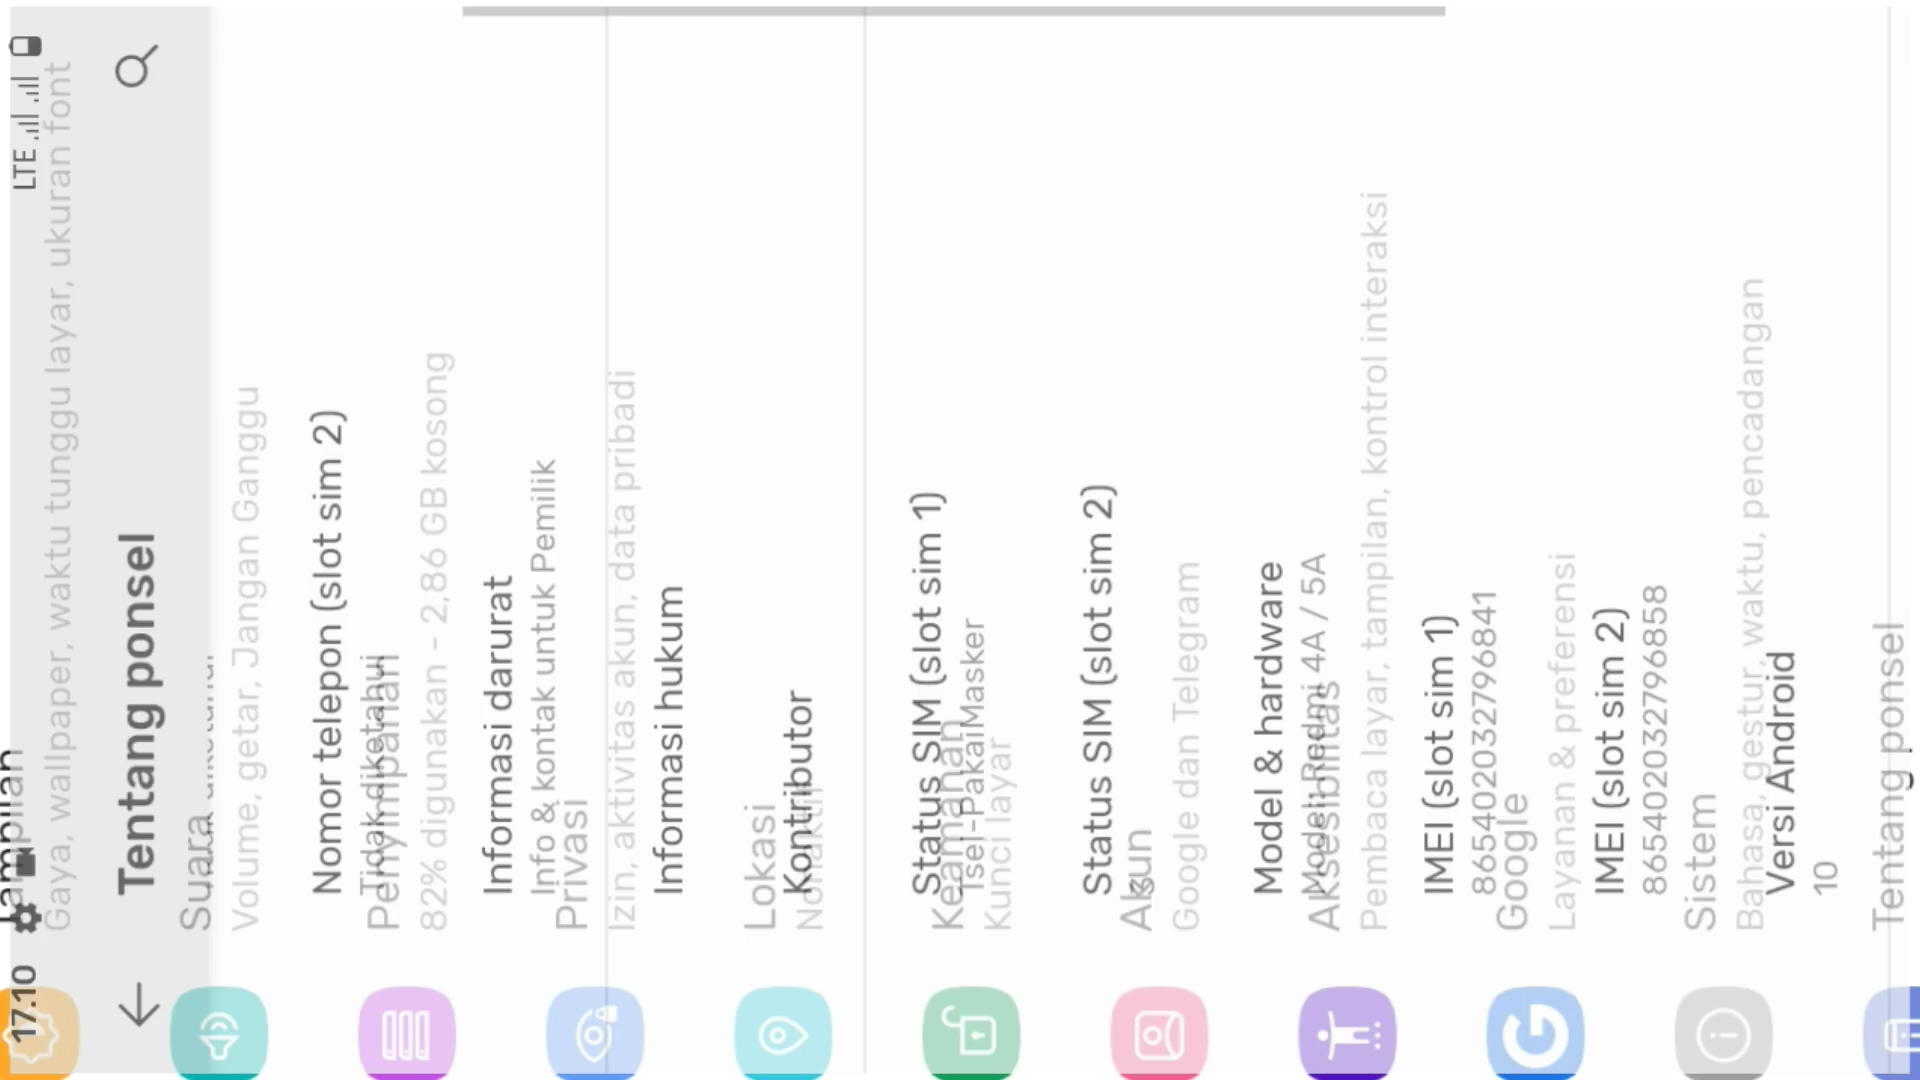 17.10
LTE
Tampilan
Gaya, wallpaper, waktu tunggu layar, ukuran font
Tentang ponsel
Suara
Volume, getar, Jangan Ganggu
Nomor telepon (slot sim 2)
Tidak diketahui
Penyimpanan
82% digunakan - 2,86 GB kosong
Informasi darurat
Info & kontak untuk Pemilik
Privasi
Izin, aktivitas akun, data pribadi
Informasi hukum
Lokasi
Kontributor
Nonaktif
Status SIM (slot sim 1)
Keamanan
Tsel-PakaiMasker
Kunci layar
Status SIM (slot sim 2)
Akun
Google dan Telegram
Model & hardware
Model: Redmi 4A / 5A
Aksesibilitas
Pembaca layar, tampilan, kontrol interaksi
IMEI (slot sim 1)
865402032796841
Google
Layanan & preferensi
IMEI (slot sim 2)
865402032796858
Sistem
Bahasa, gestur, waktu, pencadangan
Versi Android
10
Tentang ponsel